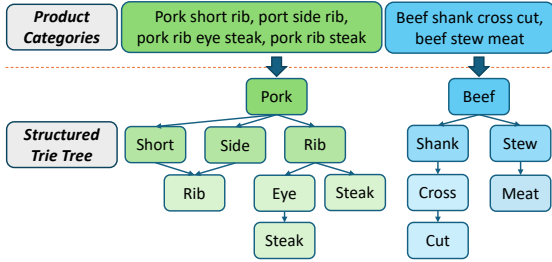 Product
Categories
Pork short rib, port side rib,
pork rib eye steak, pork rib steak
Beef shank cross cut,
beef stew meat
Structured
Trie Tree
Pork
Beef
Short
Side
Rib
Shank
Stew
Rib
Eye
Steak
Cross
Meat
Steak
Cut